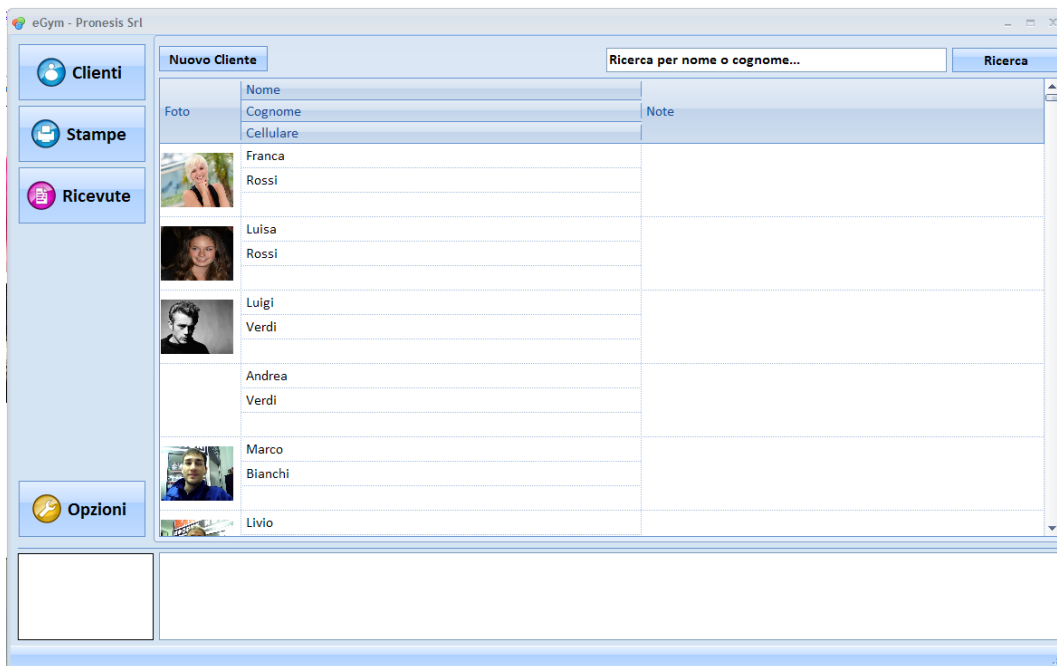 eGym - Pronesis Srl
Clienti
Stampe
Ricevute
Opzioni
Nuovo Cliente
Ricerca per nome o cognome...
Ricerca
Foto
Nome
Cognome
Cellulare
Note
Franca
Rossi
Luisa
Rossi
Luigi
Verdi
Andrea
Verdi
Marco
Bianchi
Livio